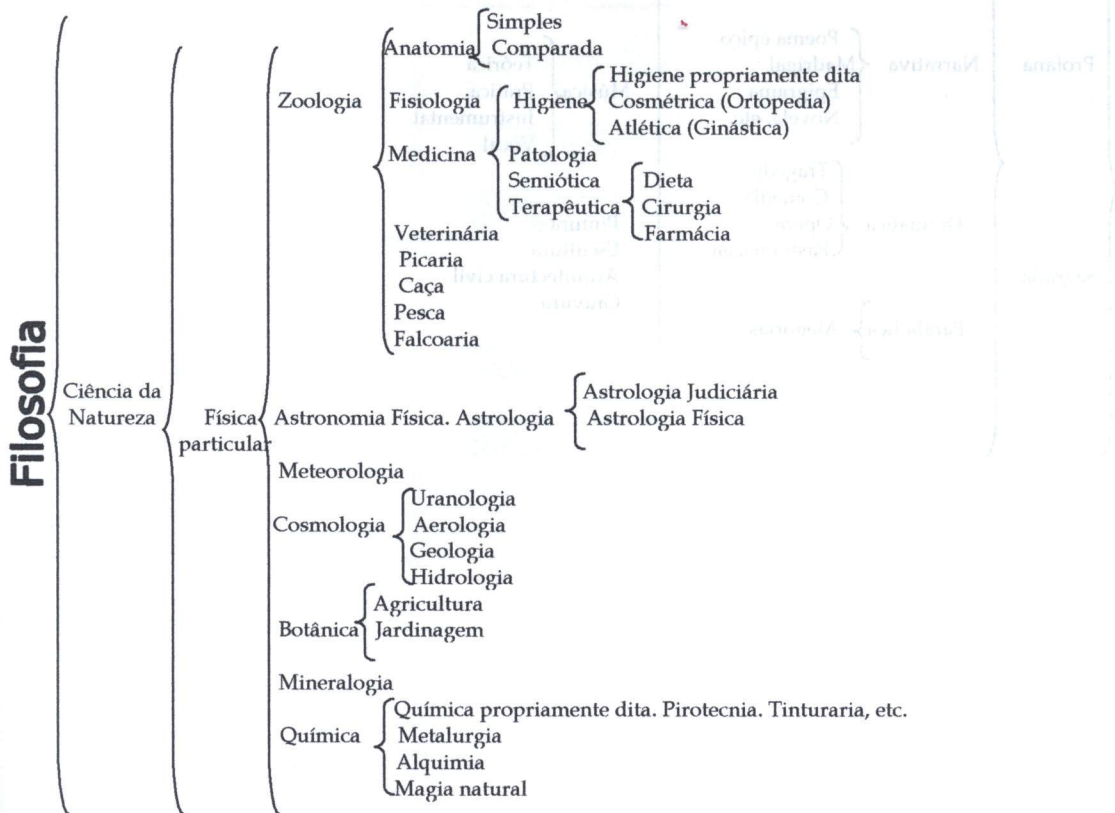 Filosofia
Ciência da
Natureza
Física
particular
Zoologia
Anatomia
Simples
Comparada
Fisiologia
Medicina
Higiene
Higiene propriamente dita
Cosmétrica (Ortopedia)
Atlética (Ginástica)
Patologia
Semiótica
Terapêutica
Dieta
Cirurgia
Farmácia
Veterinária
Picaria
Caça
Pesca
Falcoaria
Astronomia Física. Astrologia
Astrologia Judiciária
Astrologia Física
Meteorologia
Cosmologia
Uranologia
Aerologia
Geologia
Hidrologia
Botânica
Agricultura
Jardinagem
Mineralogia
Química
Química propriamente dita. Pirotecnia. Tinturaria, etc.
Metalurgia
Alquimia
Magia natural